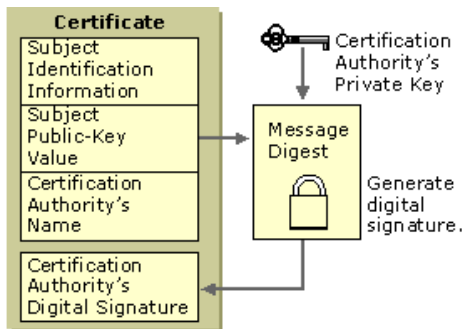 Certificate
Subject
Identification
Information
Subject
Public-Key
Value
Certification
Authority's
Name
Certification
Authority's
Digital Signature
Certification
Authority's
Private Key
Message
Digest
Generate
digital
signature.